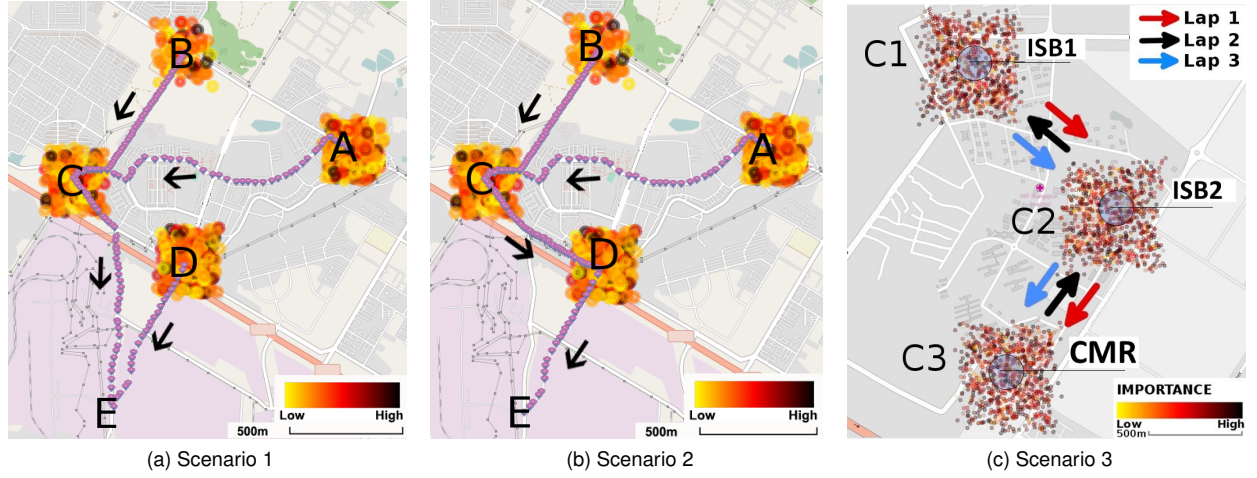 B
A
C
D
E
Low
High
500m
B
A
C
D
E
Low
High
500m
Lap 1
Lap 2
Lap 3
C1
ISB1
ISB2
C2
C3
CMR
IMPORTANCE
Low
High
500m
(a) Scenario 1
(b) Scenario 2
(c) Scenario 3